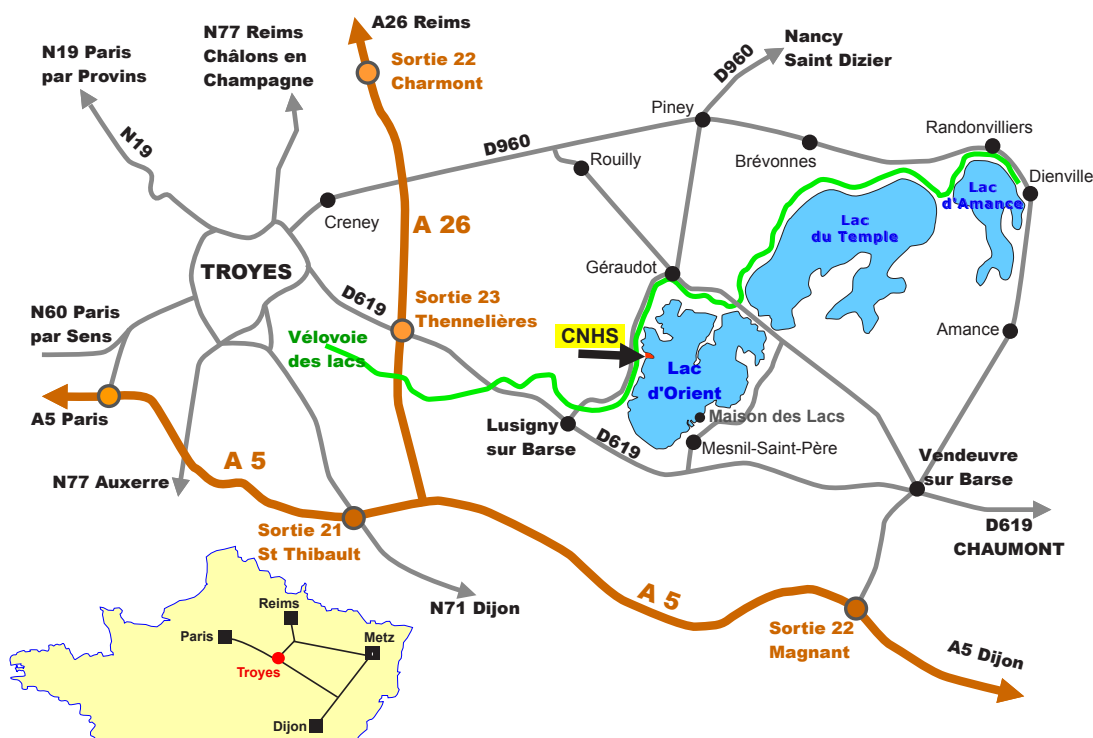 A26 Reims
N77 Reims
Châlons en
Champagne
N19 Paris
par Provins
Sortie 22
Charmont
Nancy
Saint Dizier
D960
Piney
Randonvilliers
N19
D960
Rouilly
Brévonnes
Dienville
Lac
d'Amance
Creney
A 26
Lac
du Temple
TROYES
Géraudot
D619
Sortie 23
Thennelières
N60 Paris
par Sens
Vélovoie
des lacs
CNHS
Amance
Lac
d'Orient
A5 Paris
Maison des Lacs
Lusigny
sur Barse
D619
Mesnil-Saint-Père
Vendeuvre
sur Barse
A 5
N77 Auxerre
Sortie 21
St Thibault
D619
CHAUMONT
N71 Dijon
A 5
Sortie 22
Magnant
A5 Dijon
Reims
Paris
Metz
Troyes
Dijon